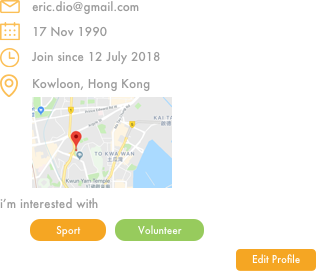 eric.dio@gmail.com
17 Nov 1990
Join since 12 July 2018
Kowloon, Hong Kong
KAI TA
TO KWA WAN
土瓜灣
Kwun Yam Temple
i'm interested with
Sport Volunteer
Edit Profile